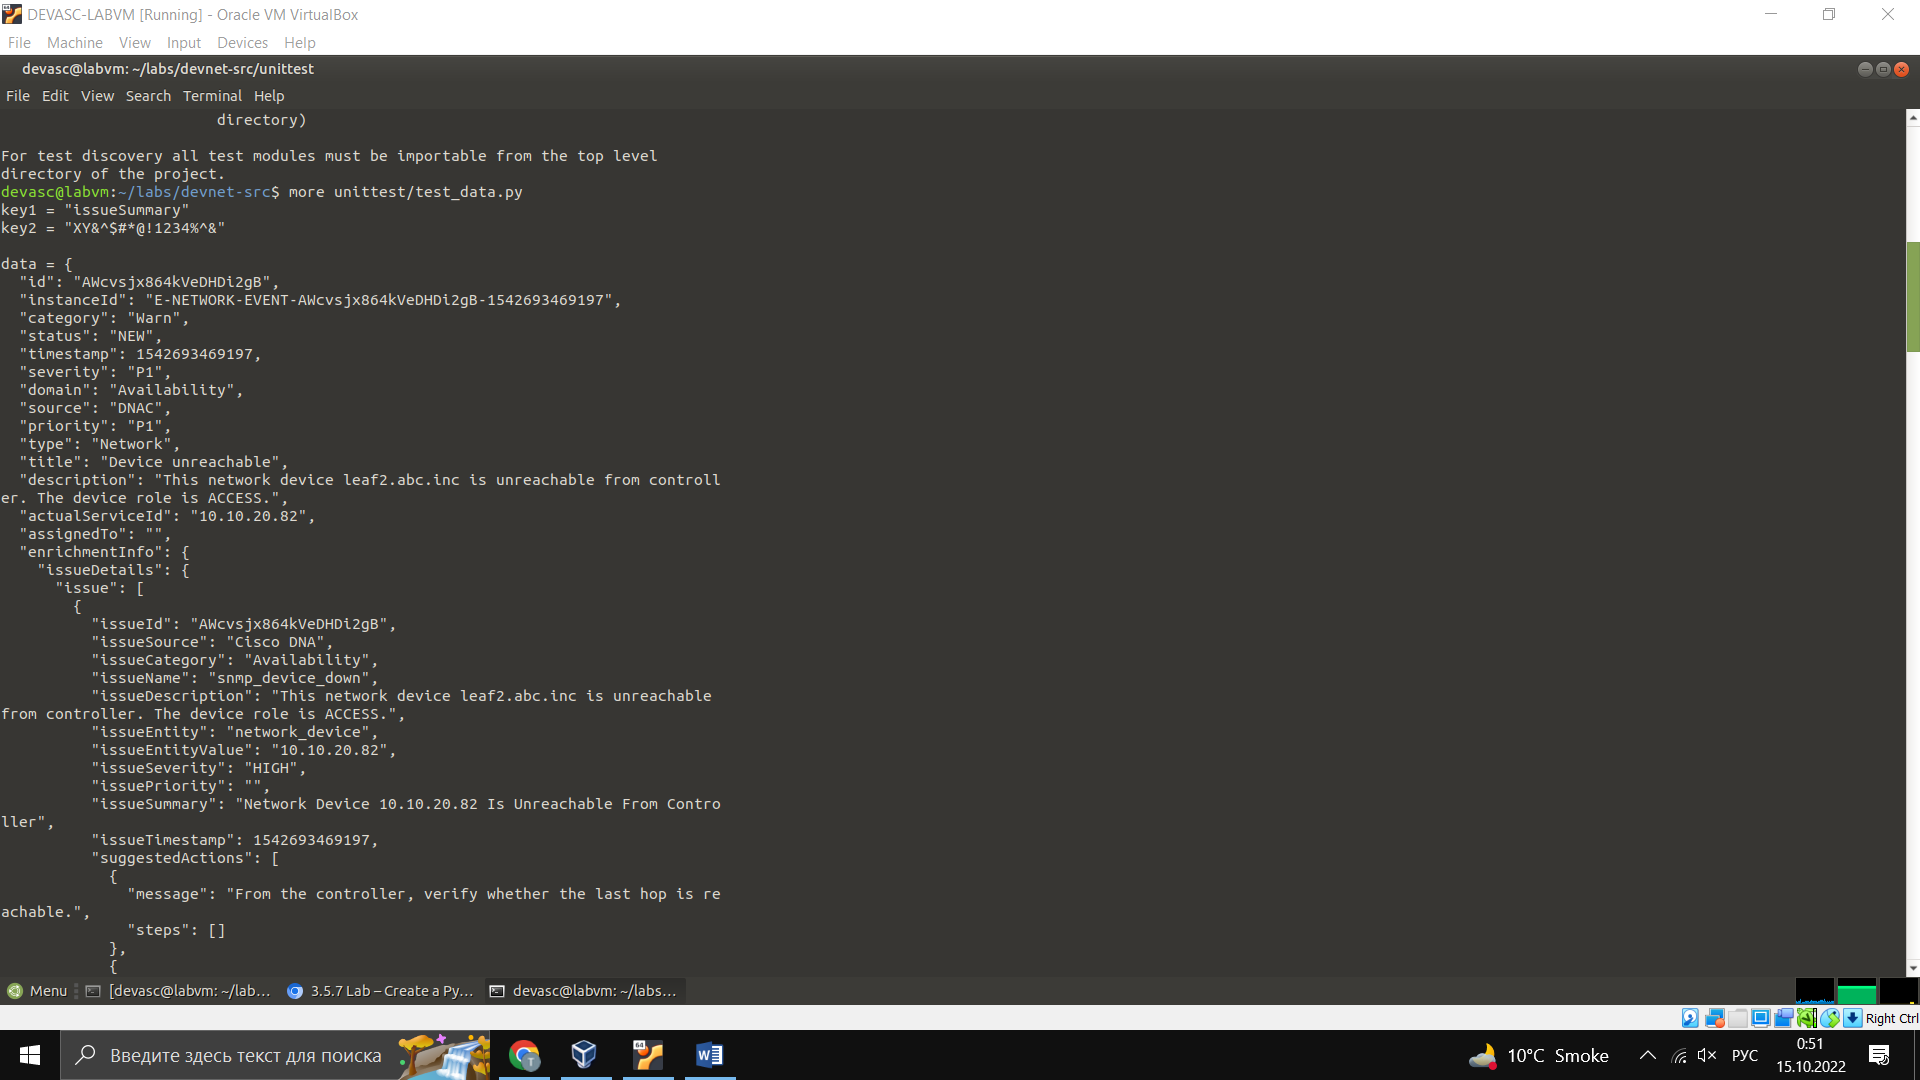 DEVASC-LABVM [Running] - Oracle VM VirtualBox
File Machine View Input Devices Help
devasc@labvm: ~/labs/devnet-src/unittest
File Edit View Search Terminal Help
directory)
For test discovery all test modules must be importable from the top level
directory of the project.
devasc@labvm:~/labs/devnet-src$ more unittest/test_data.py
key1 = "issueSummary"
key2 = "XY&^$#*@!1234%^&"
data = {
"id": "AWcvsjx864kVeDHDi2gB",
"instanceId": "E-NETWORK-EVENT-AWcvsjx864kVeDHDi2gB-1542693469197",
"category": "Warn",
"status": "NEW",
"timestamp": 1542693469197,
"severity": "P1",
"domain": "Availability",
"source": "DNAC",
"priority": "P1",
"type": "Network",
"title": "Device unreachable",
"description": "This network device leaf2.abc.inc is unreachable from controll
er. The device role is ACCESS.",
"actualServiceId": "10.10.20.82",
"assignedTo": "",
"enrichmentInfo": {
"issueDetails": {
"issue": [
{
"issueId": "AWcvsjx864kVeDHDi2gB",
"issueSource": "Cisco DNA",
"issueCategory": "Availability",
"issueName": "snmp_device_down",
"issueDescription": "This network device leaf2.abc.inc is unreachable
from controller. The device role is ACCESS.",
"issueEntity": "network_device",
"issueEntityValue": "10.10.20.82",
"issueSeverity": "HIGH",
"issuePriority": "",
"issueSummary": "Network Device 10.10.20.82 Is Unreachable From Contro
ller",
"issueTimestamp": 1542693469197,
"suggestedActions": [
{
"message": "From the controller, verify whether the last hop is re
achable.",
"steps": []
},
{
Menu [devasc@labvm: ~/lab... 3.5.7 Lab – Create a Py... devasc@labvm: ~/labs...
Right Ctrl
Введите здесь текст для поиска
10°C Smoke
РУС
0:51
15.10.2022